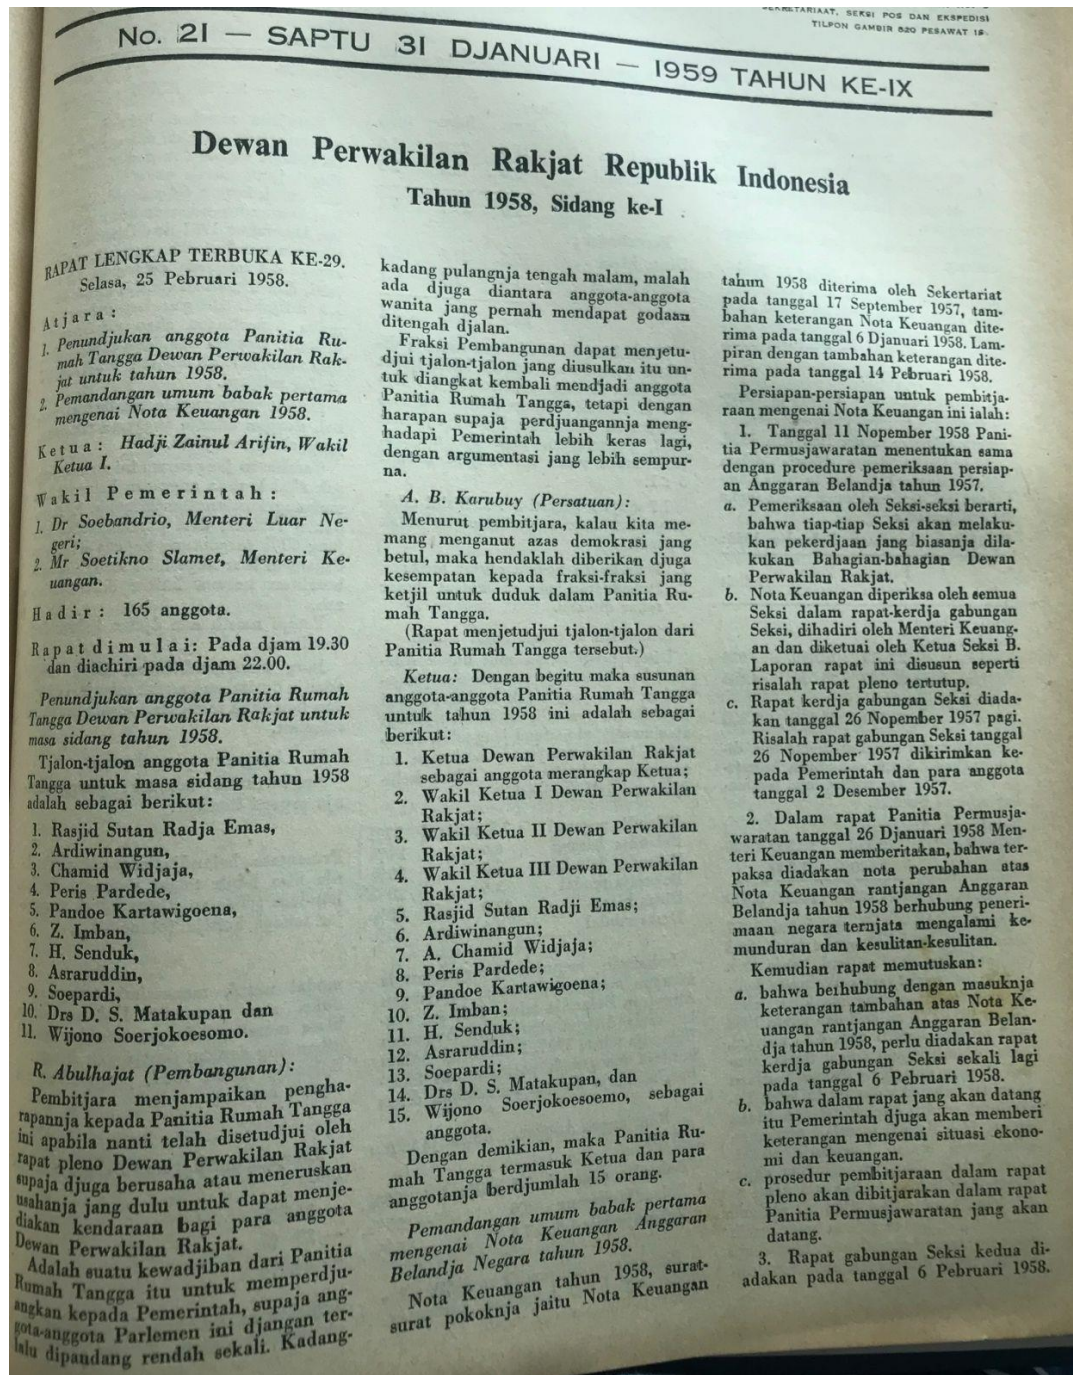 SEKRETARIAAT, SEKSI POS DAN EKSPEDISI
TILPON GAMBIR 520 PESAWAT 15.
No. 21 — SAPTU 31 DJANUARI — 1959 TAHUN KE-IX
Dewan Perwakilan Rakjat Republik Indonesia
Tahun 1958, Sidang ke-I
RAPAT LENGKAP TERBUKA KE-29.
Selasa, 25 Pebruari 1958.
Atjara:
1. Penundjukan anggota Panitia Ru-
mah Tangga Dewan Perwakilan Rak-
jat untuk tahun 1958.
2. Pemandangan umum babak pertama
mengenai Nota Keuangan 1958.
Ketua: Hadji Zainul Arifin, Wakil
Ketua I.
Wakil Pemerintah:
1. Dr Soebandrio, Menteri Luar Ne-
geri;
2. Mr Soetikno Slamet, Menteri Ke-
uangan.
Hadir: 165 anggota.
Rapat dimulai: Pada djam 19.30
dan diachiri pada djam 22.00.
Penundjukan anggota Panitia Rumah
Tangga Dewan Perwakilan Rakjat untuk
masa sidang tahun 1958.
Tjalon-tjalon anggota Panitia Rumah
Tangga untuk masa sidang tahun 1958
adalah sebagai berikut:
1. Rasjid Sutan Radja Emas,
2. Ardiwinangun,
3. Chamid Widjaja,
4. Peris Pardede,
5. Pandoe Kartawigoena,
6. Z. Imban,
7. H. Senduk,
8. Asraruddin,
9. Soepardi,
10. Drs D. S. Matakupan dan
11. Wijono Soerjokoesomo.
R. Abulhajat (Pembangunan):
Pembitjara menjampaikan pengha-
rapannja kepada Panitia Rumah Tangga
ini apabila nanti telah disetudjui oleh
rapat pleno Dewan Perwakilan Rakjat
supaja djuga berusaha atau meneruskan
usahanja jang dulu untuk dapat menje-
diakan kendaraan bagi para anggota
Dewan Perwakilan Rakjat.
Adalah suatu kewadjiban dari Panitia
Rumah Tangga itu untuk memperdju-
angkan kepada Pemerintah, supaja ang-
gota-anggota Parlemen ini djangan ter-
lalu dipandang rendah sekali. Kadang-
kadang pulangnja tengah malam, malah
ada djuga diantara anggota-anggota
wanita jang pernah mendapat godaan
ditengah djalan.
Fraksi Pembangunan dapat menjetu-
djui tjalon-tjalon jang diusulkan itu un-
tuk diangkat kembali mendjadi anggota
Panitia Rumah Tangga, tetapi dengan
harapan supaja perdjuangannja meng-
hadapi Pemerintah lebih keras lagi,
dengan argumentasi jang lebih sempur-
na.
A. B. Karubuy (Persatuan):
Menurut pembitjara, kalau kita me-
mang menganut azas demokrasi jang
betul, maka hendaklah diberikan djuga
kesempatan kepada fraksi-fraksi jang
ketjil untuk duduk dalam Panitia Ru-
mah Tangga.
(Rapat menjetudjui tjalon-tjalon dari
Panitia Rumah Tangga tersebut.)
Ketua: Dengan begitu maka susunan
anggota-anggota Panitia Rumah Tangga
untuk tahun 1958 ini adalah sebagai
berikut:
1. Ketua Dewan Perwakilan Rakjat
sebagai anggota merangkap Ketua;
2. Wakil Ketua I Dewan Perwakilan
Rakjat;
3. Wakil Ketua II Dewan Perwakilan
Rakjat;
4. Wakil Ketua III Dewan Perwakilan
Rakjat;
5. Rasjid Sutan Radji Emas;
6. Ardiwinangun;
7. A. Chamid Widjaja;
8. Peris Pardede;
9. Pandoe Kartawigoena;
10. Z. Imban;
11. H. Senduk;
12. Asraruddin;
13. Soepardi;
14. Drs D. S. Matakupan, dan
15. Wijono Soerjokoesoemo, sebagai
anggota.
Dengan demikian, maka Panitia Ru-
mah Tangga termasuk Ketua dan para
anggotanja berdjumlah 15 orang.
Pemandangan umum babak pertama
mengenai Nota Keuangan Anggaran
Belandja Negara tahun 1958.
Nota Keuangan tahun 1958, surat-
surat pokoknja jaitu Nota Keuangan
tahun 1958 diterima oleh Sekertariat
pada tanggal 17 September 1957, tam-
bahan keterangan Nota Keuangan dite-
rima pada tanggal 6 Djanuari 1958. Lam-
piran dengan tambahan keterangan dite-
rima pada tanggal 14 Pebruari 1958.
Persiapan-persiapan untuk pembitja-
raan mengenai Nota Keuangan ini ialah:
1. Tanggal 11 Nopember 1958 Pani-
tia Permusjawaratan menentukan sama
dengan procedure pemeriksaan persiap-
an Anggaran Belandja tahun 1957.
a. Pemeriksaan oleh Seksi-seksi berarti,
bahwa tiap-tiap Seksi akan melaku-
kan pekerdjaan jang biasanja dila-
kukan Bahagian-bahagian Dewan
Perwakilan Rakjat.
b. Nota Keuangan diperiksa oleh semua
Seksi dalam rapat-kerdja gabungan
Seksi, dihadiri oleh Menteri Keuang-
an dan diketuai oleh Ketua Seksi B.
Laporan rapat ini disusun seperti
risalah rapat pleno tertutup.
c. Rapat kerdja gabungan Seksi diada-
kan tanggal 26 Nopember 1957 pagi.
Risalah rapat gabungan Seksi tanggal
26 Nopember 1957 dikirimkan ke-
pada Pemerintah dan para anggota
tanggal 2 Desember 1957.
2. Dalam rapat Panitia Permusja-
waratan tanggal 26 Djanuari 1958 Men-
teri Keuangan memberitakan, bahwa ter-
paksa diadakan nota perubahan atas
Nota Keuangan rantjangan Anggaran
Belandja tahun 1958 berhubung peneri-
maan negara ternjata mengalami ke-
munduran dan kesulitan-kesulitan.
Kemudian rapat memutuskan:
a. bahwa berhubung dengan masuknja
keterangan tambahan atas Nota Ke-
uangan rantjangan Anggaran Belan-
dja tahun 1958, perlu diadakan rapat
kerdja gabungan Seksi sekali lagi
pada tanggal 6 Pebruari 1958.
b. bahwa dalam rapat jang akan datang
itu Pemerintah djuga akan memberi
keterangan mengenai situasi ekono-
mi dan keuangan.
c. prosedur pembitjaraan dalam rapat
pleno akan dibitjarakan dalam rapat
Panitia Permusjawaratan jang akan
datang.
3. Rapat gabungan Seksi kedua di-
adakan pada tanggal 6 Pebruari 1958.